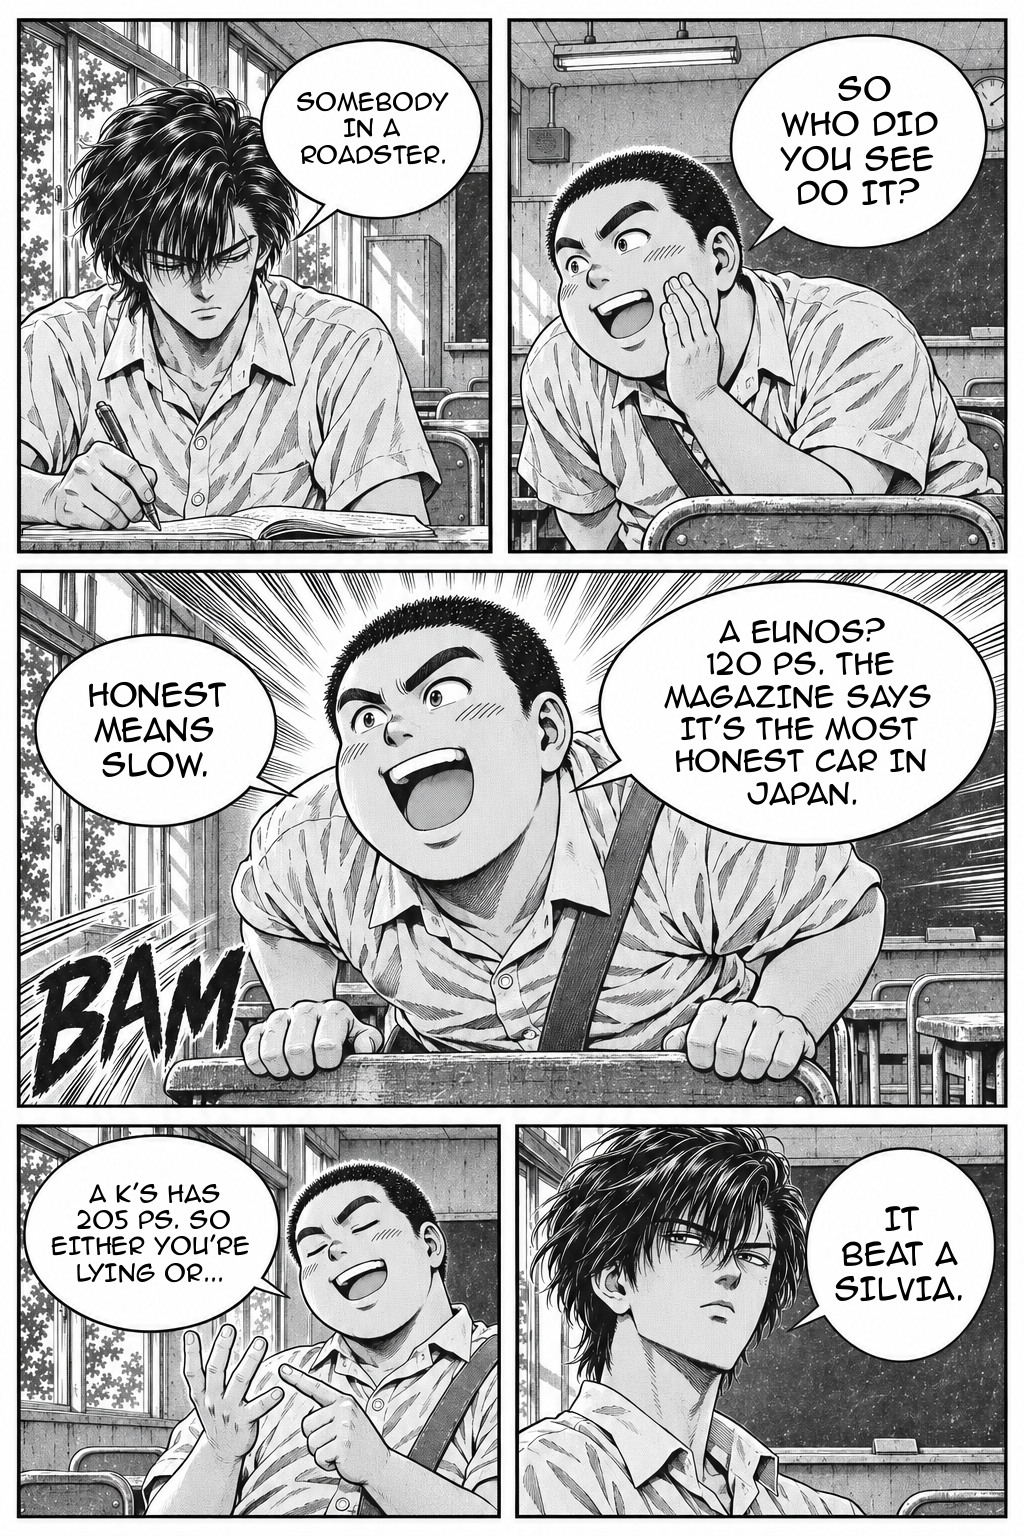 SO
WHO DID
YOU SEE
DO IT?
SOMEBODY
IN A
ROADSTER.
A EUNOS?
120 PS. THE
MAGAZINE SAYS
IT'S THE MOST
HONEST CAR IN
JAPAN.
HONEST
MEANS
SLOW.
BAM
IT
BEAT A
SILVIA.
A K'S HAS
205 PS. SO
EITHER YOU'RE
LYING OR...